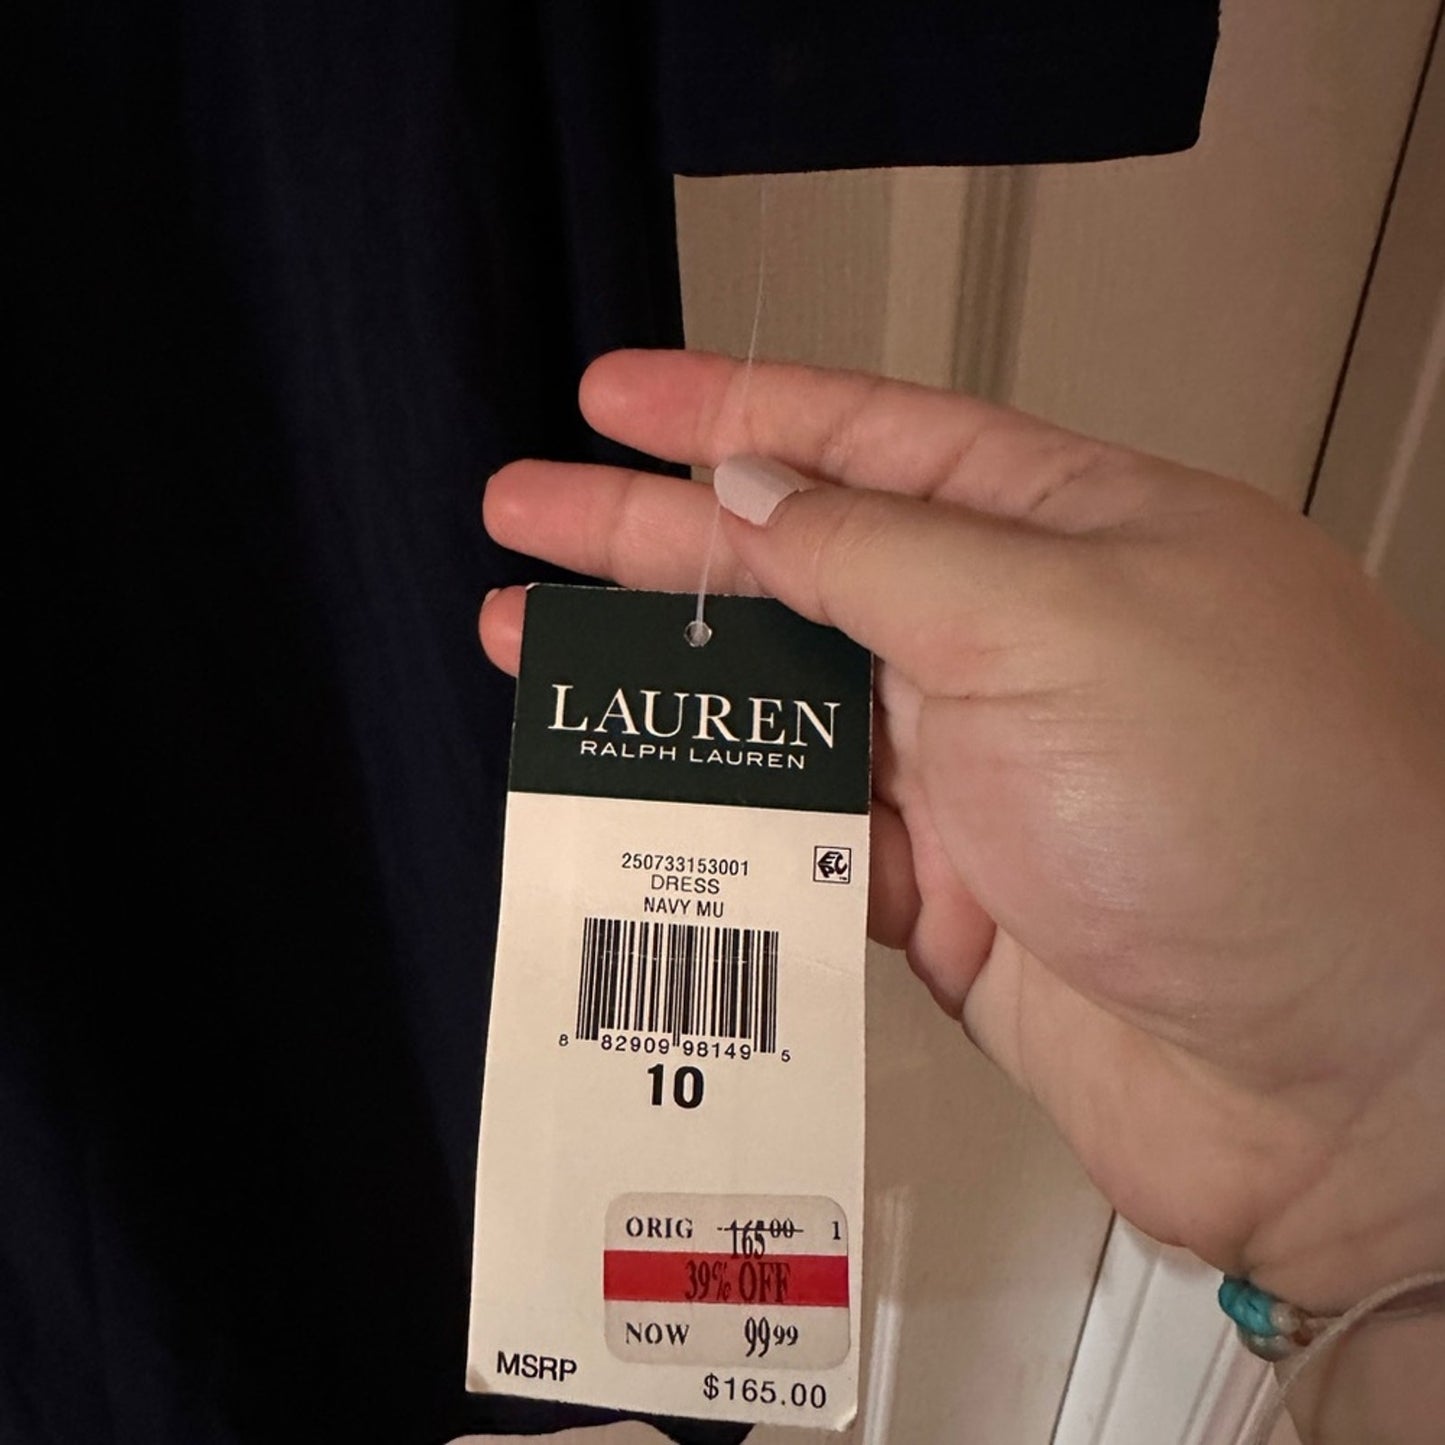 LAUREN
RALPH LAUREN
250733153001
DRESS
NAVY MU
8 82909 98149 5
10
ORIG 165.00 1
165
39% OFF
NOW 99.99
MSRP
$165.00